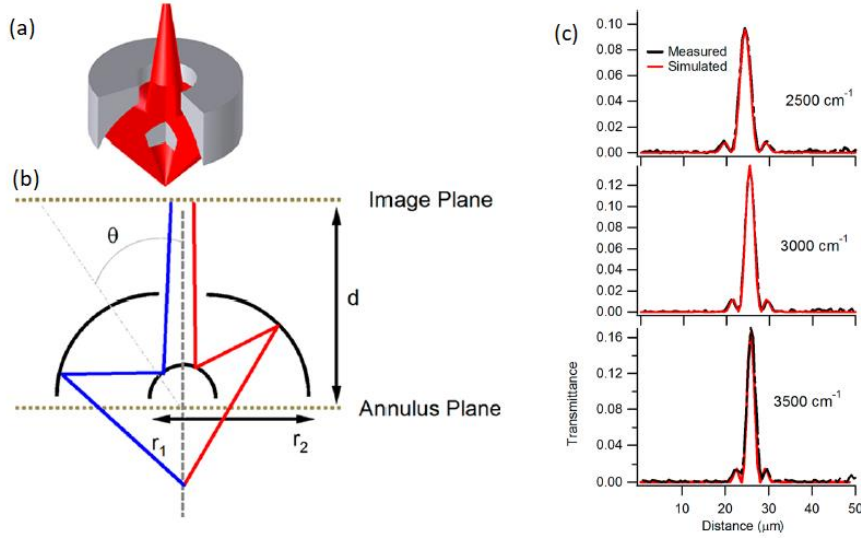 (a)
(b)
θ
Image Plane
d
Annulus Plane
r1
r2
(c)
Measured
Simulated
0.10
0.08
0.06
0.04
0.02
0.00
2500 cm⁻¹
0.12
0.10
0.08
0.06
0.04
0.02
0.00
3000 cm⁻¹
0.16
0.12
0.08
0.04
0.00
3500 cm⁻¹
Transmittance
10 20 30 40 50
Distance (μm)